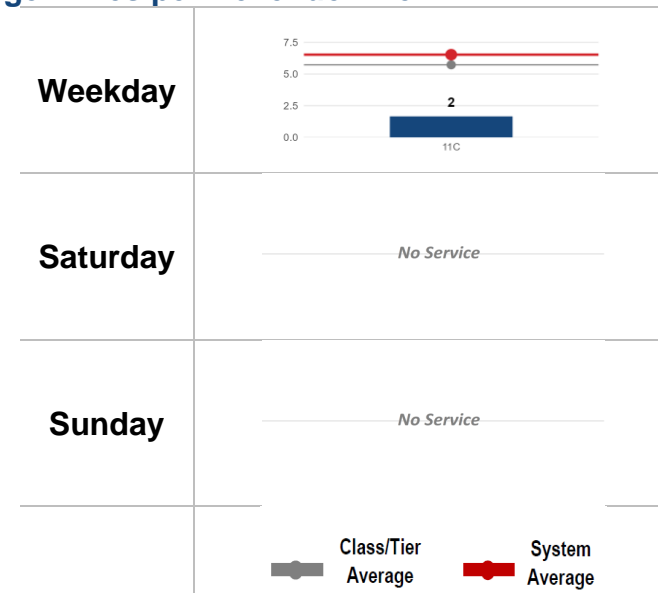 Weekday
7.5
5.0
2.5
0.0
2
11C
Saturday
No Service
Sunday
No Service
Class/Tier
Average
System
Average